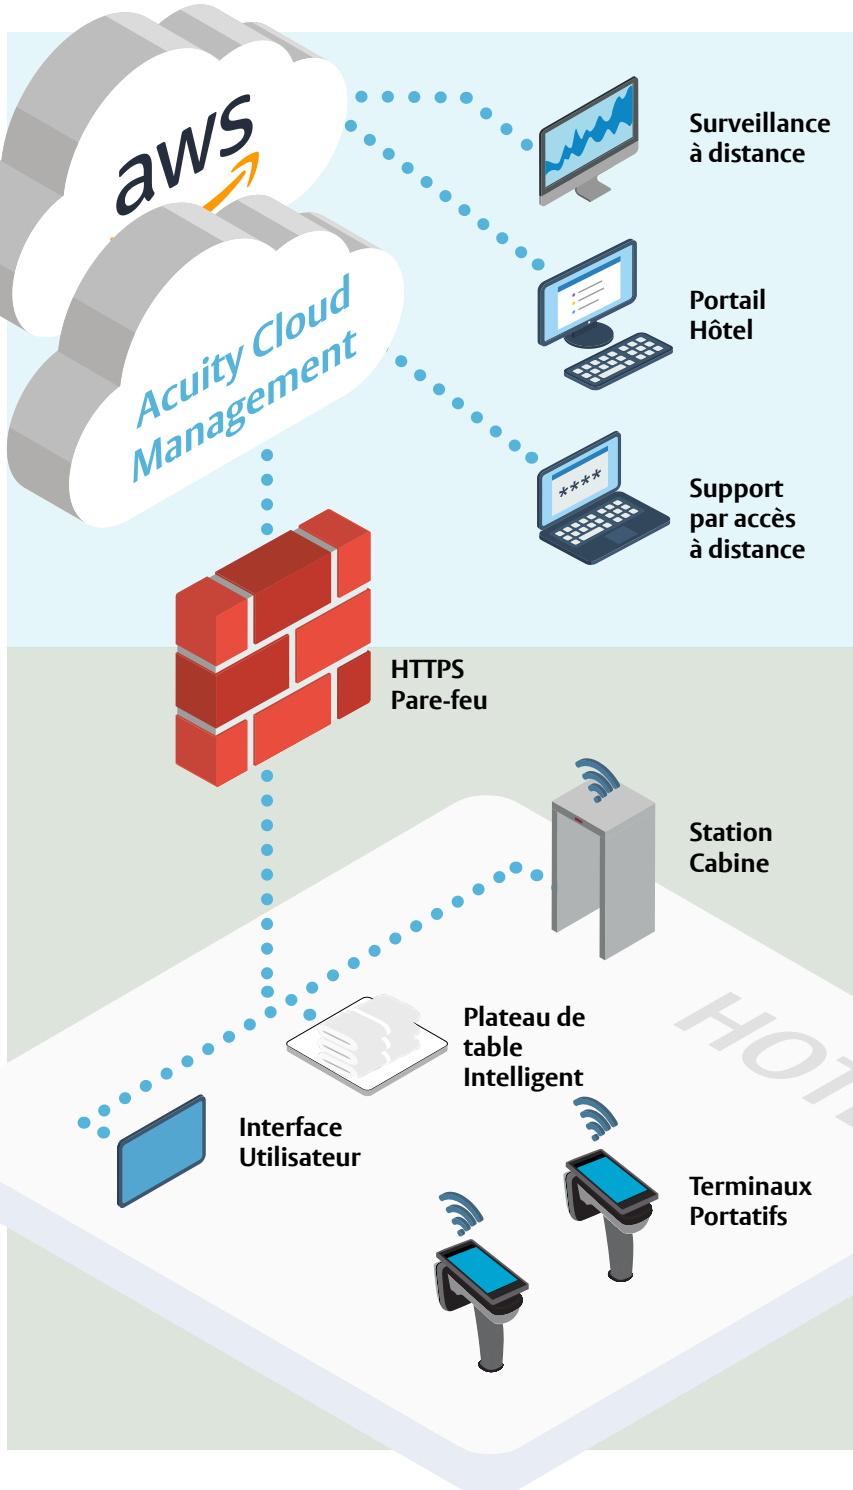 aws
Surveillance
à distance
Acuity Cloud
Management
Portail
Hôtel
****
Support
par accès
à distance
HTTPS
Pare-feu
Station
Cabine
HOTE
Plateau de
table
Intelligent
Interface
Utilisateur
Terminaux
Portatifs